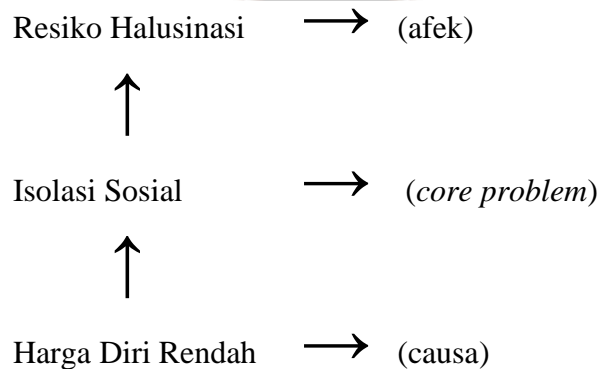 Resiko Halusinasi → (afek)
↑
Isolasi Sosial → (core problem)
↑
Harga Diri Rendah → (causa)